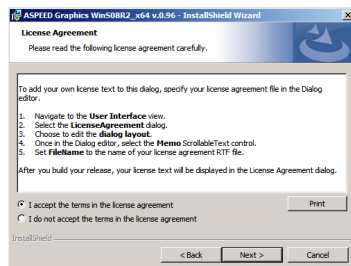 ASPEED Graphics WinS08R2_x64 v.0.96 - InstallShield Wizard
License Agreement
Please read the following license agreement carefully.
To add your own license text to this dialog, specify your license agreement file in the Dialog
editor.
1. Navigate to the User Interface view.
2. Select the LicenseAgreement dialog.
3. Choose to edit the dialog layout.
4. Once in the Dialog editor, select the Memo ScrollableText control.
5. Set FileName to the name of your license agreement RTF file.
After you build your release, your license text will be displayed in the License Agreement dialog.
I accept the terms in the license agreement
Print
I do not accept the terms in the license agreement
InstallShield
< Back Next > Cancel